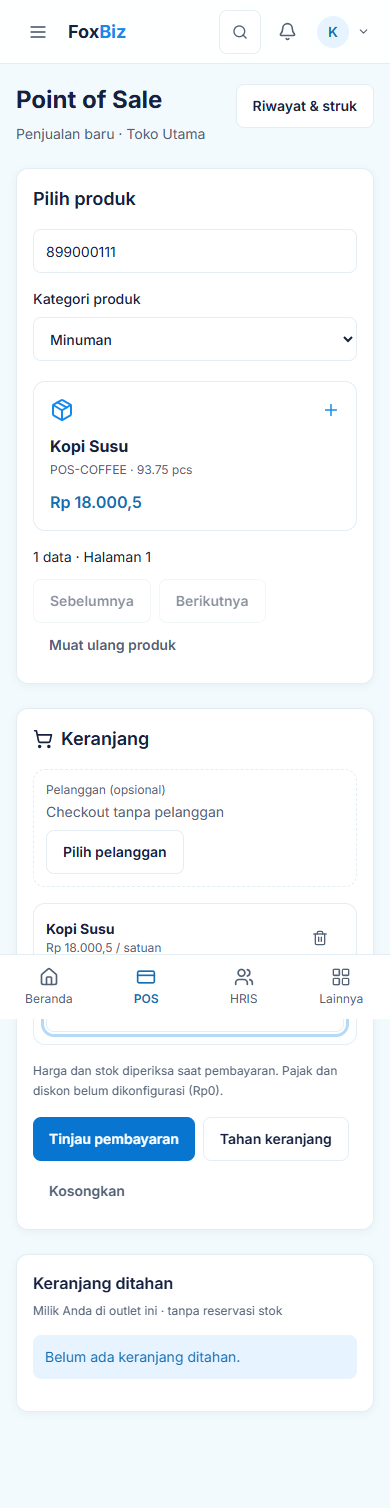 FoxBiz
K
Point of Sale
Penjualan baru · Toko Utama
Riwayat & struk
Pilih produk
899000111
Kategori produk
Minuman
Kopi Susu
POS-COFFEE · 93.75 pcs
Rp 18.000,5
1 data · Halaman 1
Sebelumnya
Berikutnya
Muat ulang produk
Keranjang
Pelanggan (opsional)
Checkout tanpa pelanggan
Pilih pelanggan
Kopi Susu
Rp 18.000,5 / satuan
Beranda
POS
HRIS
Lainnya
Harga dan stok diperiksa saat pembayaran. Pajak dan
diskon belum dikonfigurasi (Rp0).
Tinjau pembayaran
Tahan keranjang
Kosongkan
Keranjang ditahan
Milik Anda di outlet ini · tanpa reservasi stok
Belum ada keranjang ditahan.